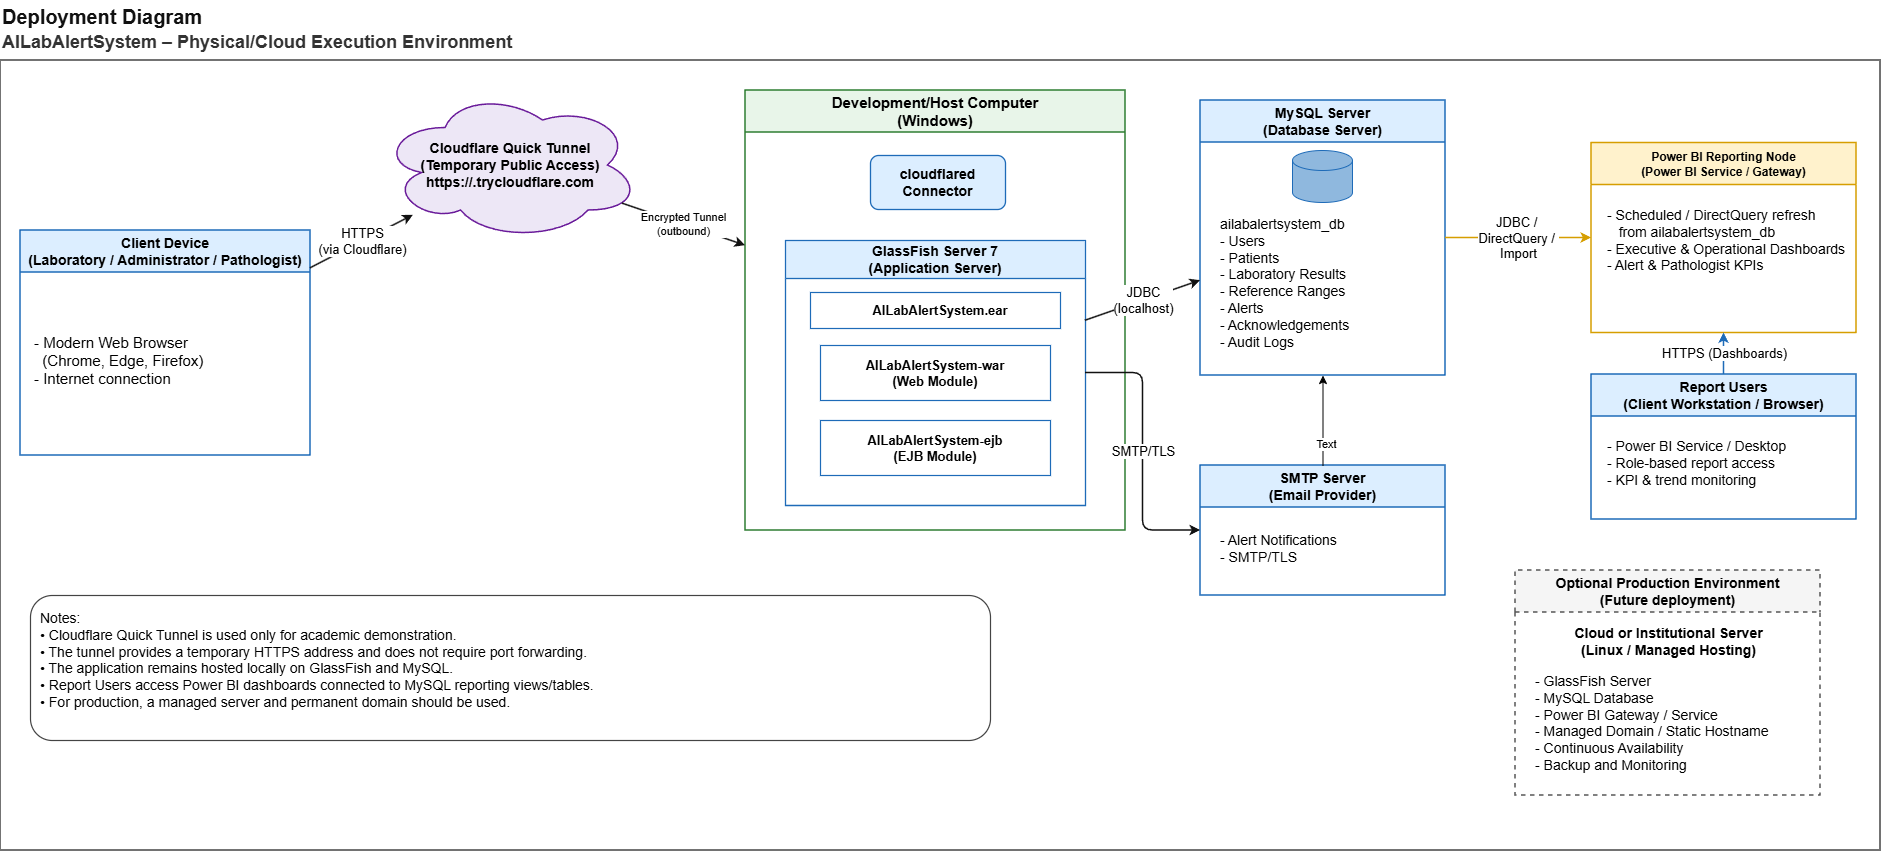 Deployment Diagram
AILabAlertSystem – Physical/Cloud Execution Environment
Client Device
(Laboratory / Administrator / Pathologist)
- Modern Web Browser
(Chrome, Edge, Firefox)
- Internet connection
HTTPS
(via Cloudflare)
Cloudflare Quick Tunnel
(Temporary Public Access)
https://.trycloudflare.com
Encrypted Tunnel
(outbound)
Development/Host Computer
(Windows)
cloudflared
Connector
GlassFish Server 7
(Application Server)
AILabAlertSystem.ear
AILabAlertSystem-war
(Web Module)
AILabAlertSystem-ejb
(EJB Module)
JDBC
(localhost)
SMTP/TLS
MySQL Server
(Database Server)
ailabalertsystem_db
- Users
- Patients
- Laboratory Results
- Reference Ranges
- Alerts
- Acknowledgements
- Audit Logs
Text
SMTP Server
(Email Provider)
- Alert Notifications
- SMTP/TLS
JDBC /
DirectQuery /
Import
Power BI Reporting Node
(Power BI Service / Gateway)
- Scheduled / DirectQuery refresh
from ailabalertsystem_db
- Executive & Operational Dashboards
- Alert & Pathologist KPIs
HTTPS (Dashboards)
Report Users
(Client Workstation / Browser)
- Power BI Service / Desktop
- Role-based report access
- KPI & trend monitoring
Optional Production Environment
(Future deployment)
Cloud or Institutional Server
(Linux / Managed Hosting)
- GlassFish Server
- MySQL Database
- Power BI Gateway / Service
- Managed Domain / Static Hostname
- Continuous Availability
- Backup and Monitoring
Notes:
• Cloudflare Quick Tunnel is used only for academic demonstration.
• The tunnel provides a temporary HTTPS address and does not require port forwarding.
• The application remains hosted locally on GlassFish and MySQL.
• Report Users access Power BI dashboards connected to MySQL reporting views/tables.
• For production, a managed server and permanent domain should be used.